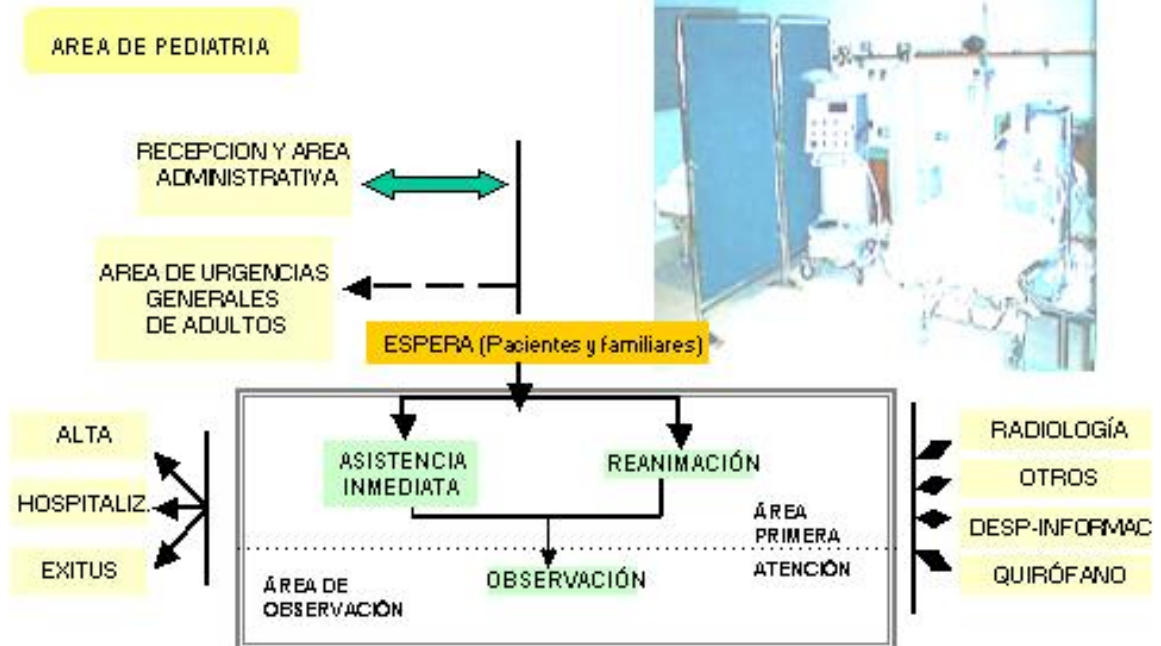 AREA DE PEDIATRIA
RECEPCION Y AREA
ADMINISTRATIVA
AREA DE URGENCIAS
GENERALES
DE ADULTOS
ESPERA (Pacientes y familiares)
ALTA
HOSPITALIZ.
EXITUS
ASISTENCIA
INMEDIATA
REANIMACIÓN
ÁREA
PRIMERA
ATENCIÓN
OBSERVACIÓN
ÁREA DE
OBSERVACIÓN
RADIOLOGÍA
OTROS
DESP-INFORMAC
QUIRÓFANO